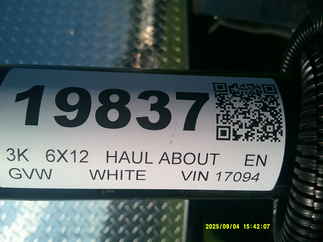 19837
3K 6X12 HAUL ABOUT EN
GVW WHITE VIN 17094
2025/09/04 15:42:07